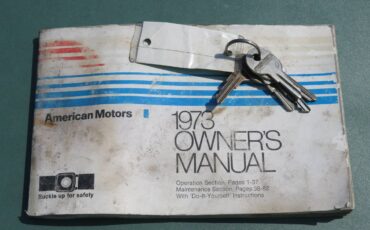 American Motors
1973
OWNER'S
MANUAL
Operation Section, Pages 1-37
Maintenance Section, Pages 38-62
With "Do-It-Yourself" Instructions
Buckle up for safety